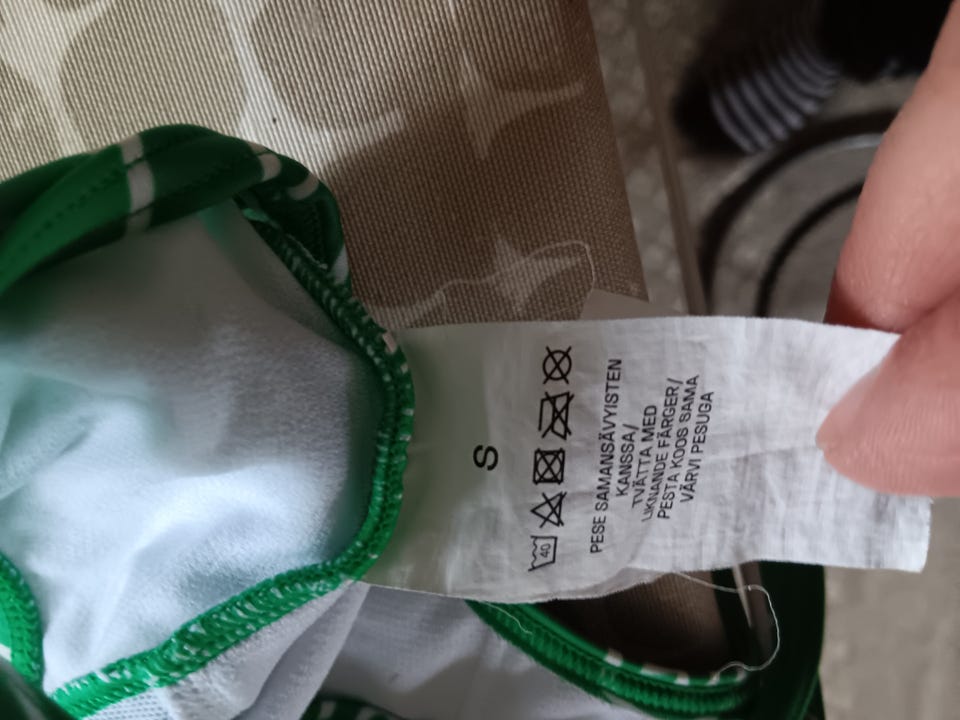 S
40
PESE SAMANSÄVYISTEN
KANSSA/
TVÄTTA MED
LIKNANDE FÄRGER/
PESTA KOOS SAMA
VÄRVI PESUGA